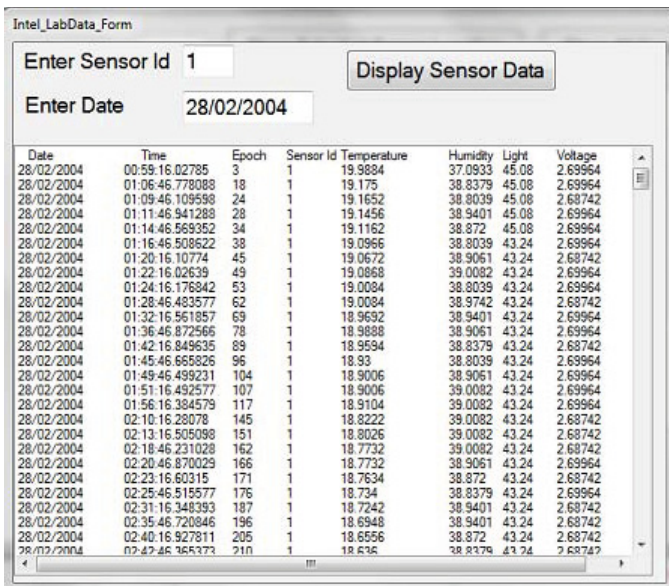 Intel_LabData_Form
Enter Sensor Id 1
Display Sensor Data
Enter Date 28/02/2004
Date Time Epoch Sensor Id Temperature Humidity Light Voltage
28/02/2004 00:59:16.02785 3 1 19.9884 37.0933 45.08 2.69964
28/02/2004 01:06:46.778088 18 1 19.175 38.8379 45.08 2.69964
28/02/2004 01:09:46.109598 24 1 19.1652 38.8039 45.08 2.68742
28/02/2004 01:11:46.941288 28 1 19.1456 38.9401 45.08 2.69964
28/02/2004 01:14:46.569352 34 1 19.1162 38.872 45.08 2.69964
28/02/2004 01:16:46.508622 38 1 19.0966 38.8039 43.24 2.69964
28/02/2004 01:20:16.10774 45 1 19.0672 38.9061 43.24 2.68742
28/02/2004 01:22:16.02639 49 1 19.0868 39.0082 43.24 2.69964
28/02/2004 01:24:16.176842 53 1 19.0084 38.8039 43.24 2.69964
28/02/2004 01:28:46.483577 62 1 19.0084 38.9742 43.24 2.68742
28/02/2004 01:32:16.561857 69 1 18.9692 38.9401 43.24 2.69964
28/02/2004 01:36:46.872566 78 1 18.9888 38.9061 43.24 2.69964
28/02/2004 01:42:16.849635 89 1 18.9594 38.8379 43.24 2.68742
28/02/2004 01:45:46.665826 96 1 18.93 38.8039 43.24 2.69964
28/02/2004 01:49:46.499231 104 1 18.9006 38.9061 43.24 2.69964
28/02/2004 01:51:16.492577 107 1 18.9006 39.0082 43.24 2.69964
28/02/2004 01:56:16.384579 117 1 18.9104 39.0082 43.24 2.69964
28/02/2004 02:10:16.28078 145 1 18.8222 39.0082 43.24 2.68742
28/02/2004 02:13:16.505098 151 1 18.8026 39.0082 43.24 2.68742
28/02/2004 02:18:46.231028 162 1 18.7732 39.0082 43.24 2.68742
28/02/2004 02:20:46.870029 166 1 18.7732 38.9061 43.24 2.69964
28/02/2004 02:23:16.60315 171 1 18.7634 38.872 43.24 2.68742
28/02/2004 02:25:46.515577 176 1 18.734 38.8379 43.24 2.69964
28/02/2004 02:31:16.348393 187 1 18.7242 38.9401 43.24 2.68742
28/02/2004 02:35:46.720846 196 1 18.6948 38.9401 43.24 2.68742
28/02/2004 02:40:16.927811 205 1 18.6556 38.872 43.24 2.68742
28/02/2004 02:42:46.365373 210 1 18.636 38.8379 43.24 2.68742